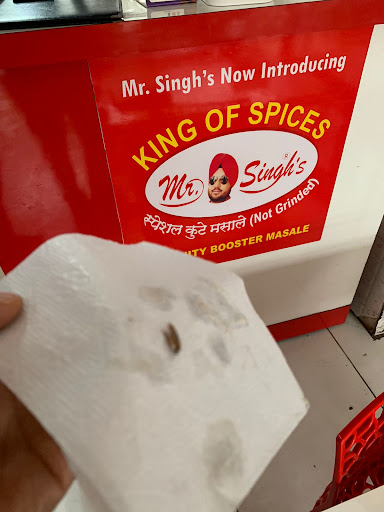 Mr. Singh's Now Introducing
KING OF SPICES
Mr. Singh's
स्पेशल कुटे मसाले (Not Grinded)
BOOSTER MASALE